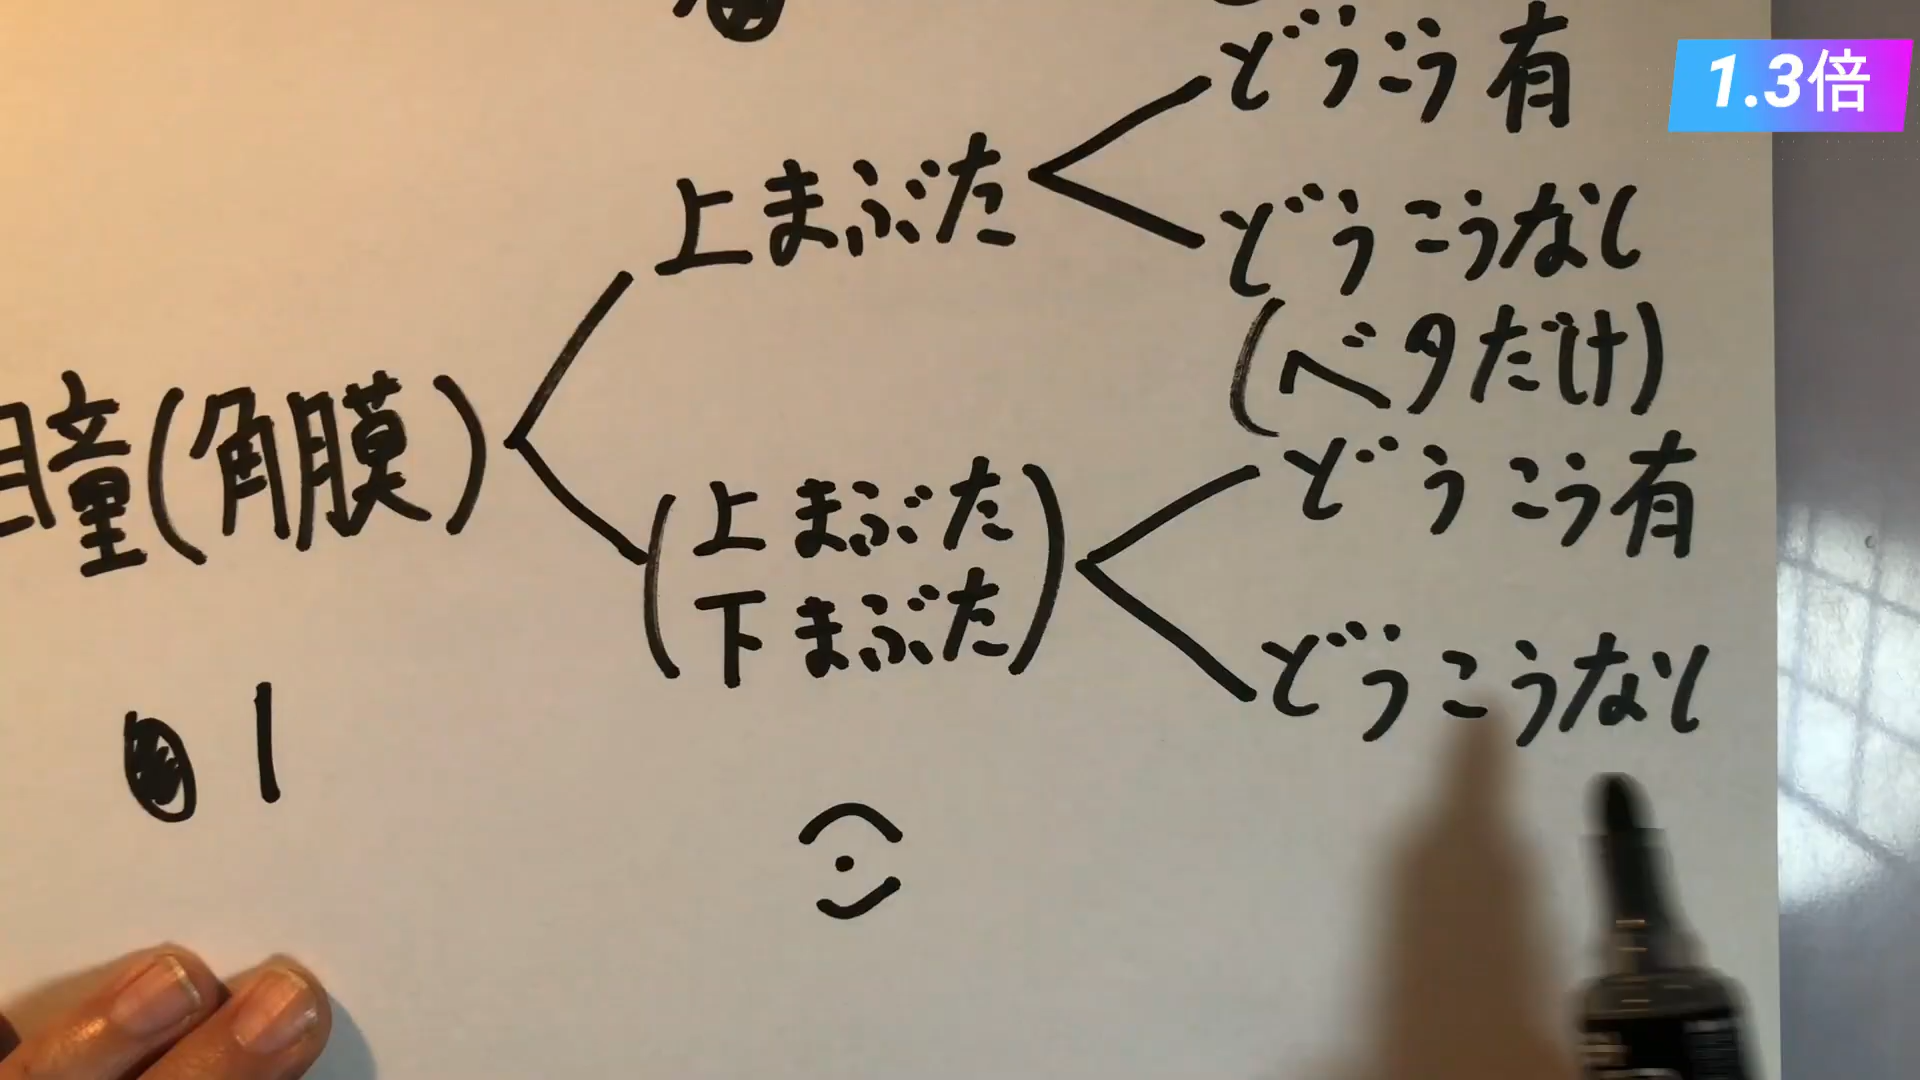 1.3倍
どうこう有
上まぶた
どうこうなし
(ベタだけ)
瞳(角膜)
(上まぶた
下まぶた)
どうこう有
どうこうなし